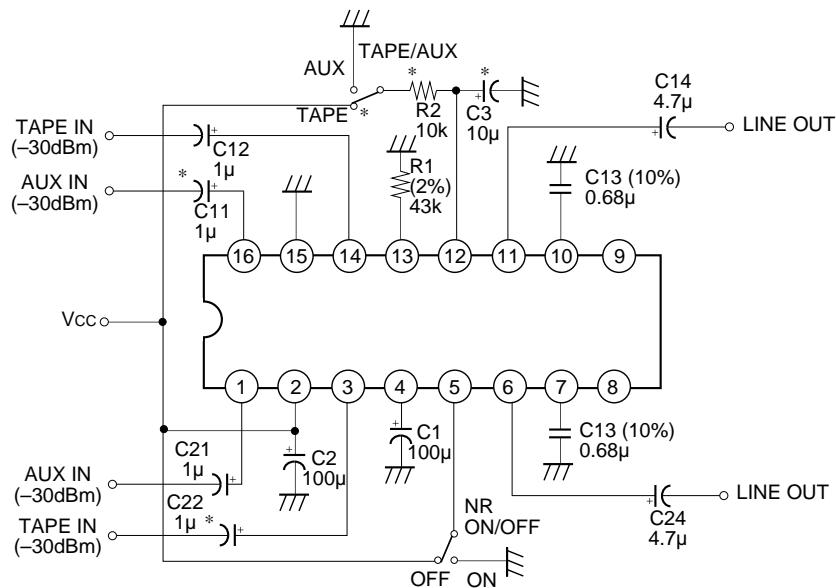 TAPE/AUX
AUX
*
*
C14
4.7µ
TAPE
*
R2
10k
C3
10µ
LINE OUT
TAPE IN
(–30dBm)
C12
1µ
R1
(2%)
43k
C13 (10%)
0.68µ
AUX IN
(–30dBm)
*
C11
1µ
16
15
14
13
12
11
10
9
Vcc
1
2
3
4
5
6
7
8
C21
1µ
C2
100µ
C1
100µ
C13 (10%)
0.68µ
AUX IN
(–30dBm)
C22
1µ
*
NR
ON/OFF
LINE OUT
TAPE IN
(–30dBm)
C24
4.7µ
OFF
ON